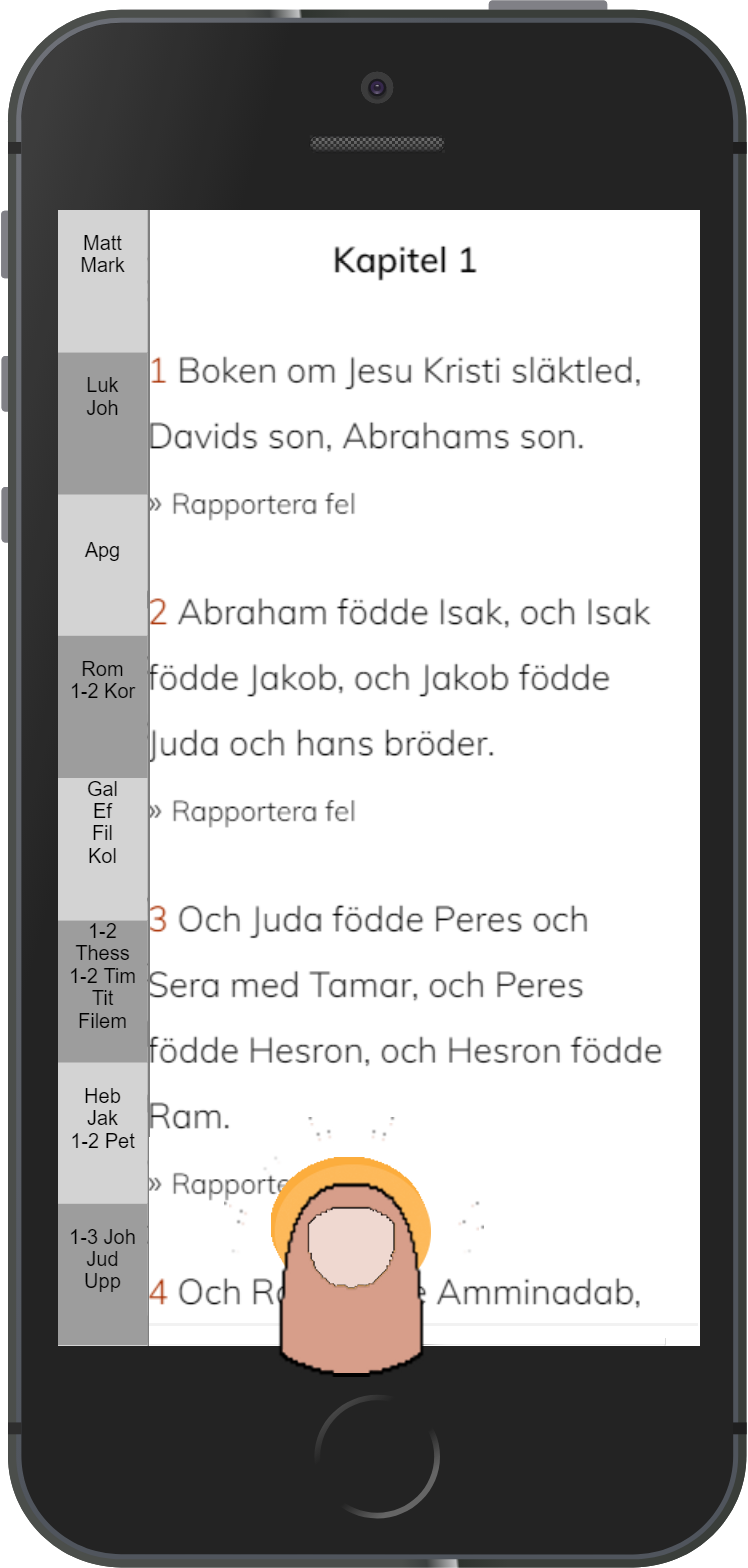 Matt
Mark
Luk
Joh
Apg
Rom
1-2 Kor
Gal
Ef
Fil
Kol
1-2
Thess
1-2 Tim
Tit
Filem
Heb
Jak
1-2 Pet
1-3 Joh
Jud
Upp
Kapitel 1
1 Boken om Jesu Kristi släktled,
Davids son, Abrahams son.
» Rapportera fel
2 Abraham födde Isak, och Isak
födde Jakob, och Jakob födde
Juda och hans bröder.
» Rapportera fel
3 Och Juda födde Peres och
Sera med Tamar, och Peres
födde Hesron, och Hesron födde
Ram.
»
4 Och Amminadab,